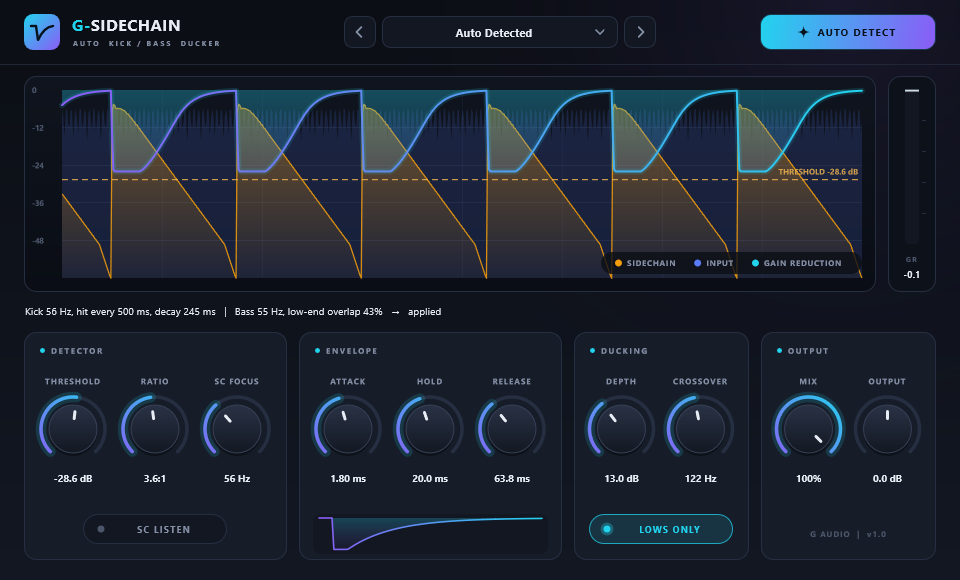 G-SIDECHAIN
AUTO KICK / BASS DUCKER
Auto Detected
AUTO DETECT
0
-12
-24
-36
-48
THRESHOLD -28.6 dB
SIDECHAIN
INPUT
GAIN REDUCTION
GR
-0.1
Kick 56 Hz, hit every 500 ms, decay 245 ms | Bass 55 Hz, low-end overlap 43% → applied
DETECTOR
THRESHOLD
RATIO
SC FOCUS
-28.6 dB
3.6:1
56 Hz
SC LISTEN
ENVELOPE
ATTACK
HOLD
RELEASE
1.80 ms
20.0 ms
63.8 ms
DUCKING
DEPTH
CROSSOVER
13.0 dB
122 Hz
LOWS ONLY
OUTPUT
MIX
OUTPUT
100%
0.0 dB
G AUDIO | v1.0